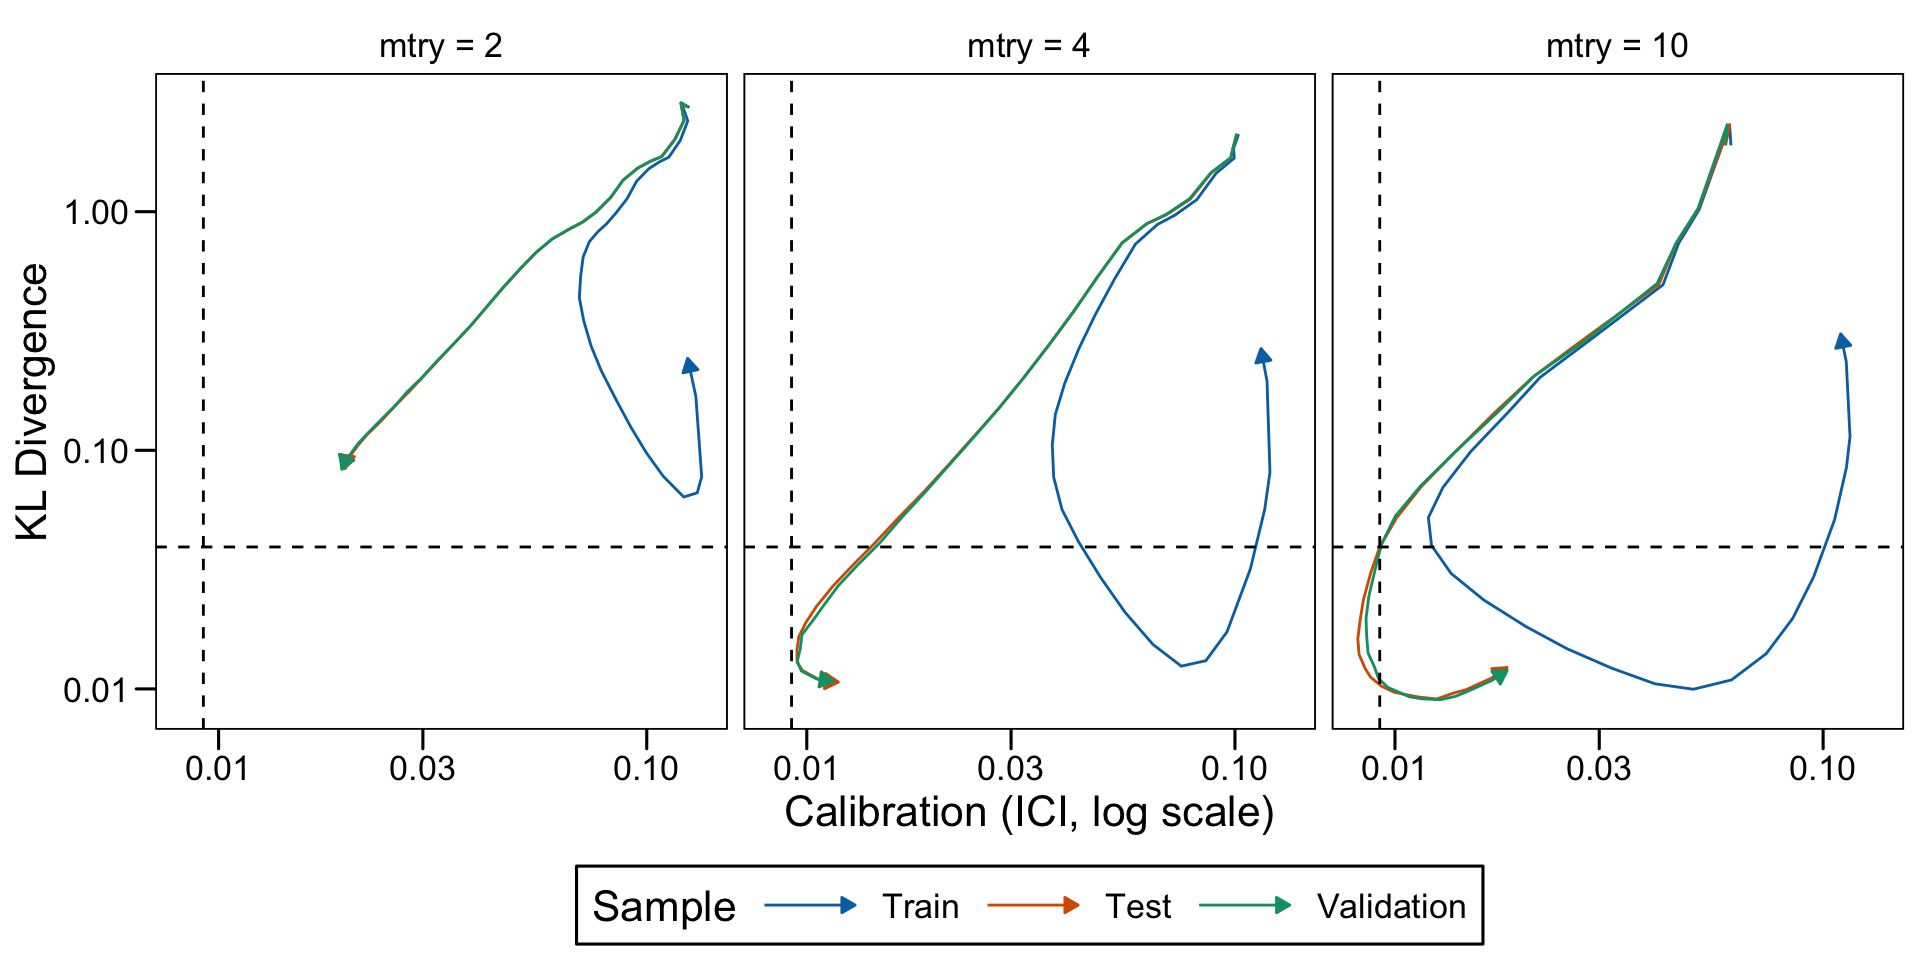 mtry = 2
mtry = 4
mtry = 10
KL Divergence
1.00
0.10
0.01
0.01 0.03 0.10
0.01 0.03 0.10
0.01 0.03 0.10
Calibration (ICI, log scale)
Sample Train Test Validation